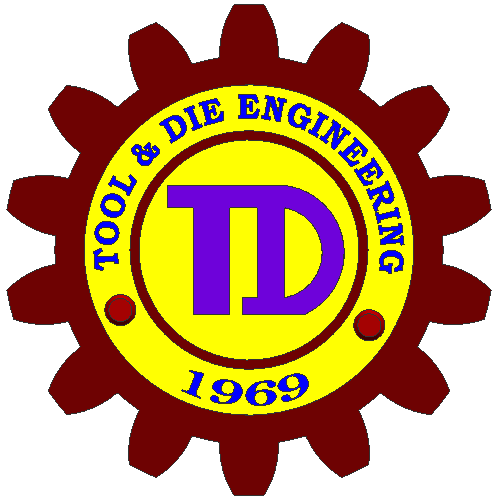 TOOL & DIE ENGINEERING
TD
1969